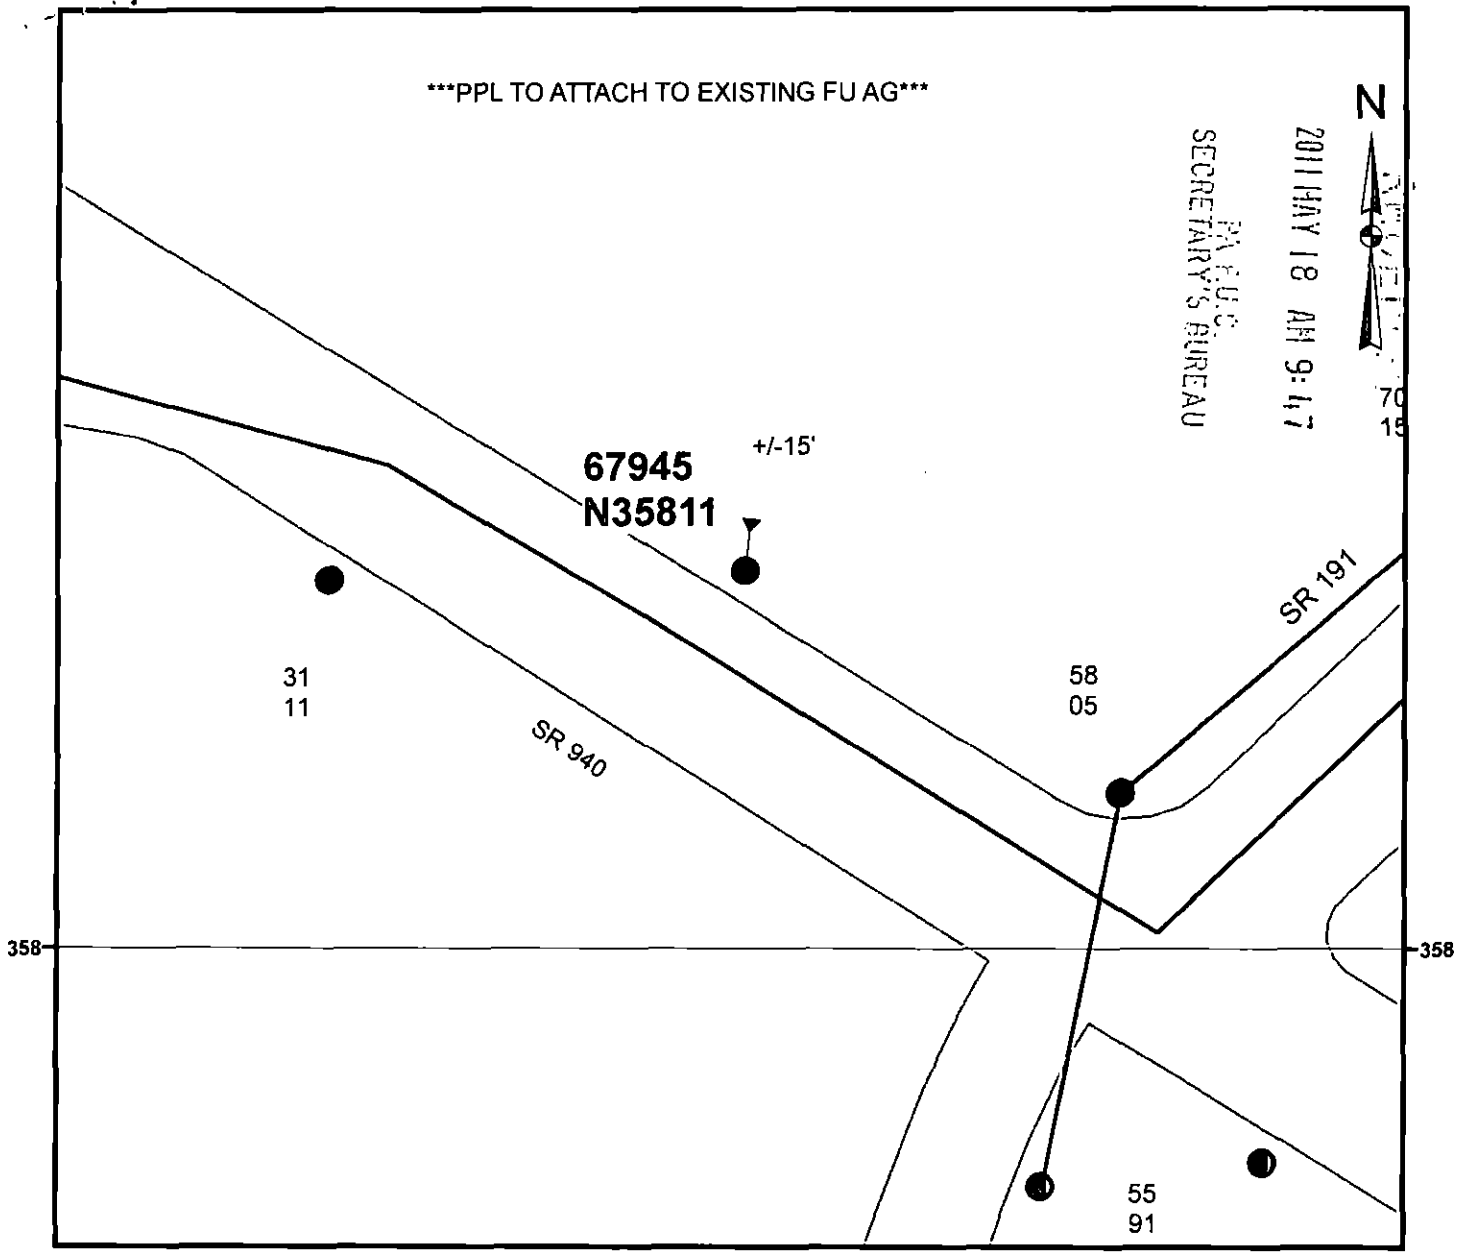 ***PPL TO ATTACH TO EXISTING FU AG***
N
2011 MAY 18 AM 9:47
PA P.U.C.
SECRETARY'S BUREAU
70
15
+/-15'
67945
N35811
SR 191
31
11
58
05
SR 940
358
358
55
91